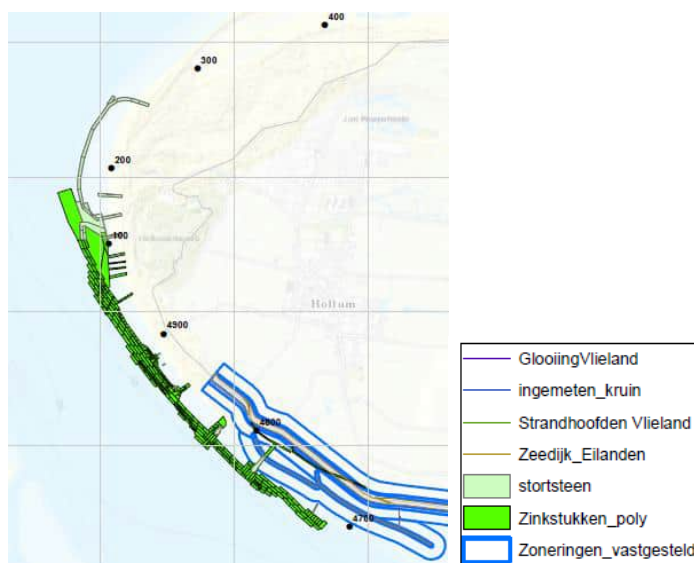 400
300
200
100
4900
Hollum
4800
4700
GlooiingVlieland
ingemeten_kruin
Strandhoofden Vlieland
Zeedijk_Eilanden
stortsteen
Zinkstukken_poly
Zoneringen_vastgesteld